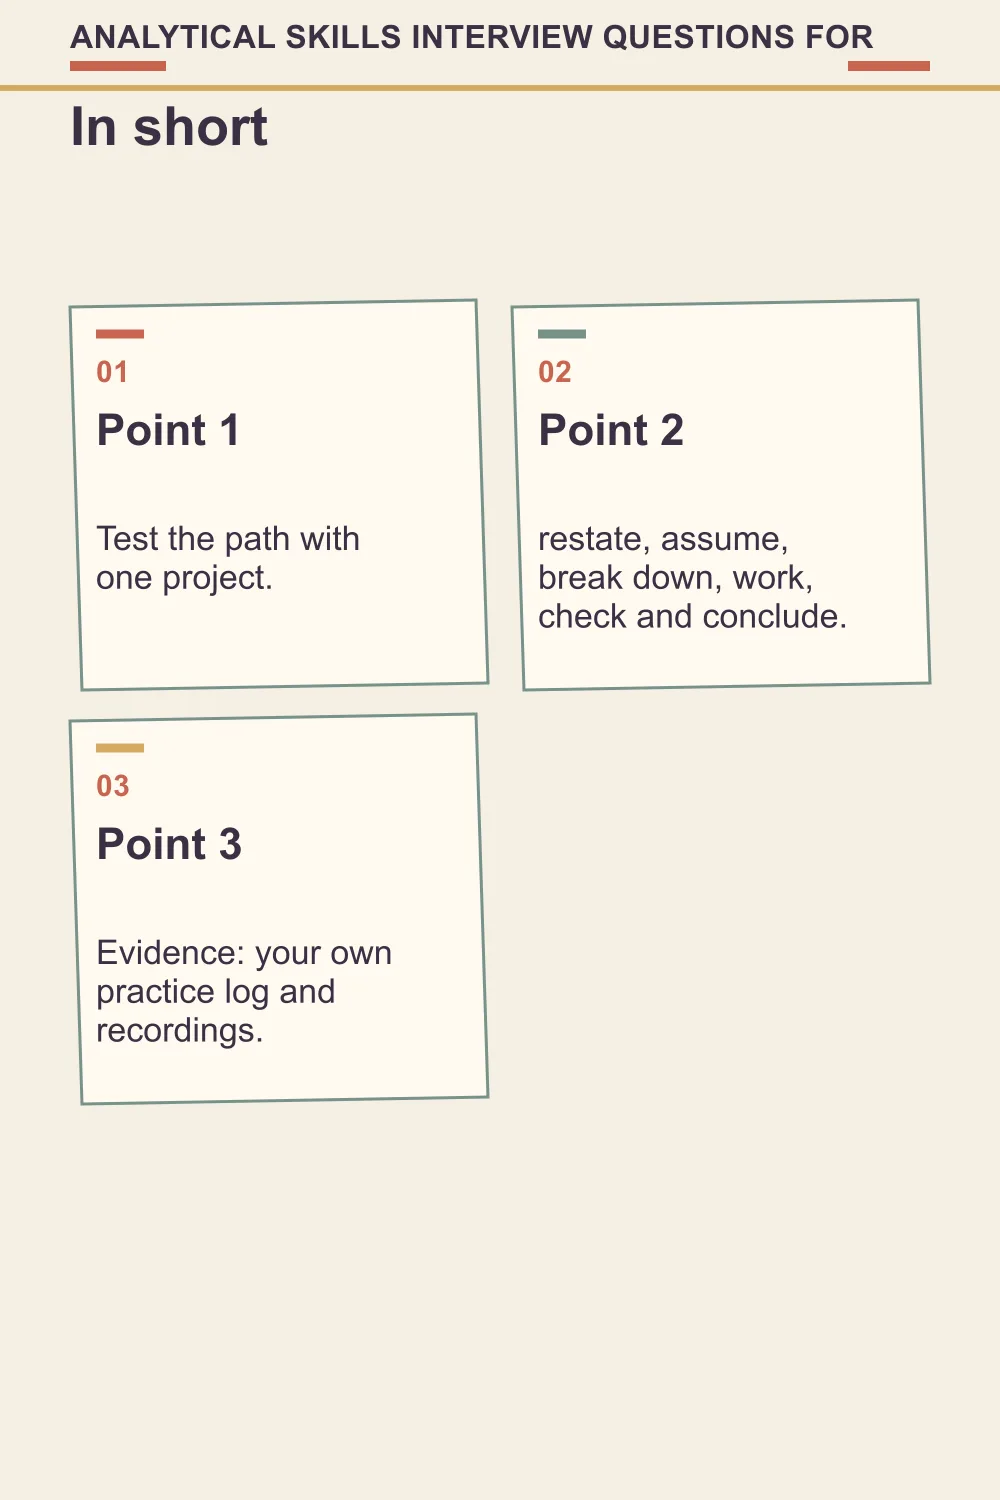 ANALYTICAL SKILLS INTERVIEW QUESTIONS FOR
In short
01
Point 1
Test the path with
one project.
02
Point 2
restate, assume,
break down, work,
check and conclude.
03
Point 3
Evidence: your own
practice log and
recordings.